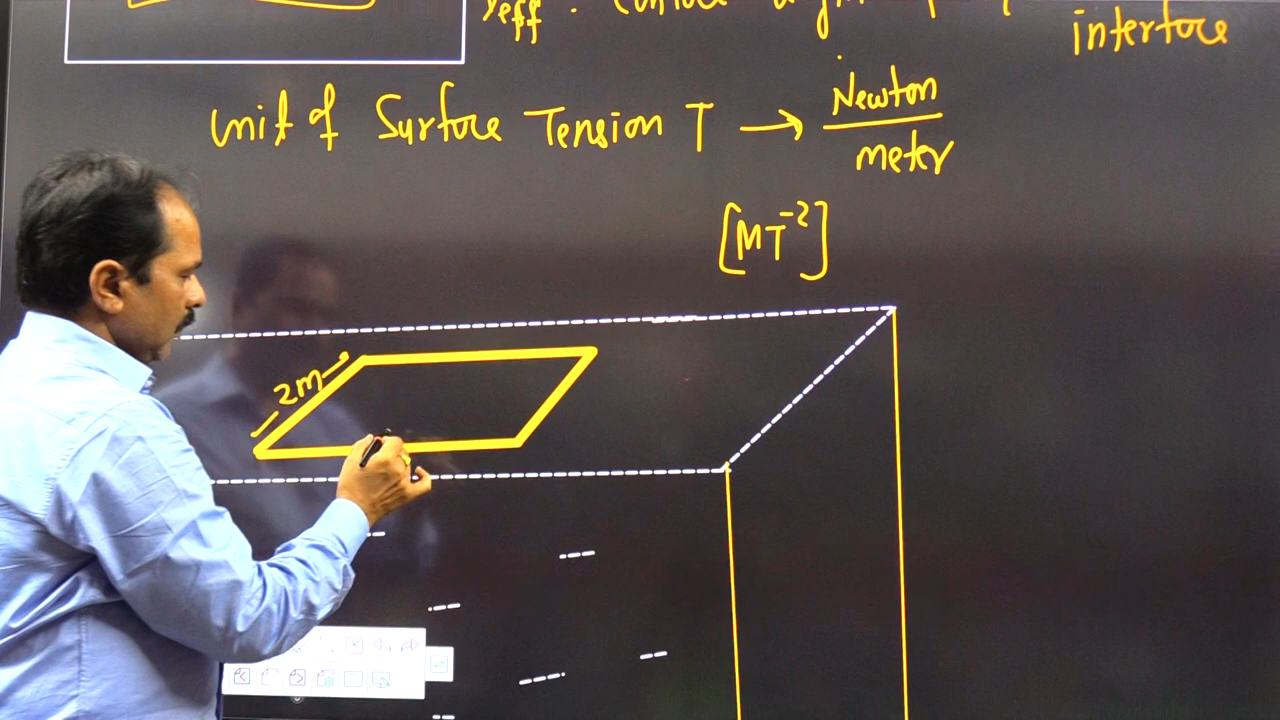 interface
Unit of Surface Tension T → Newton
meter
[MT⁻²]
2m